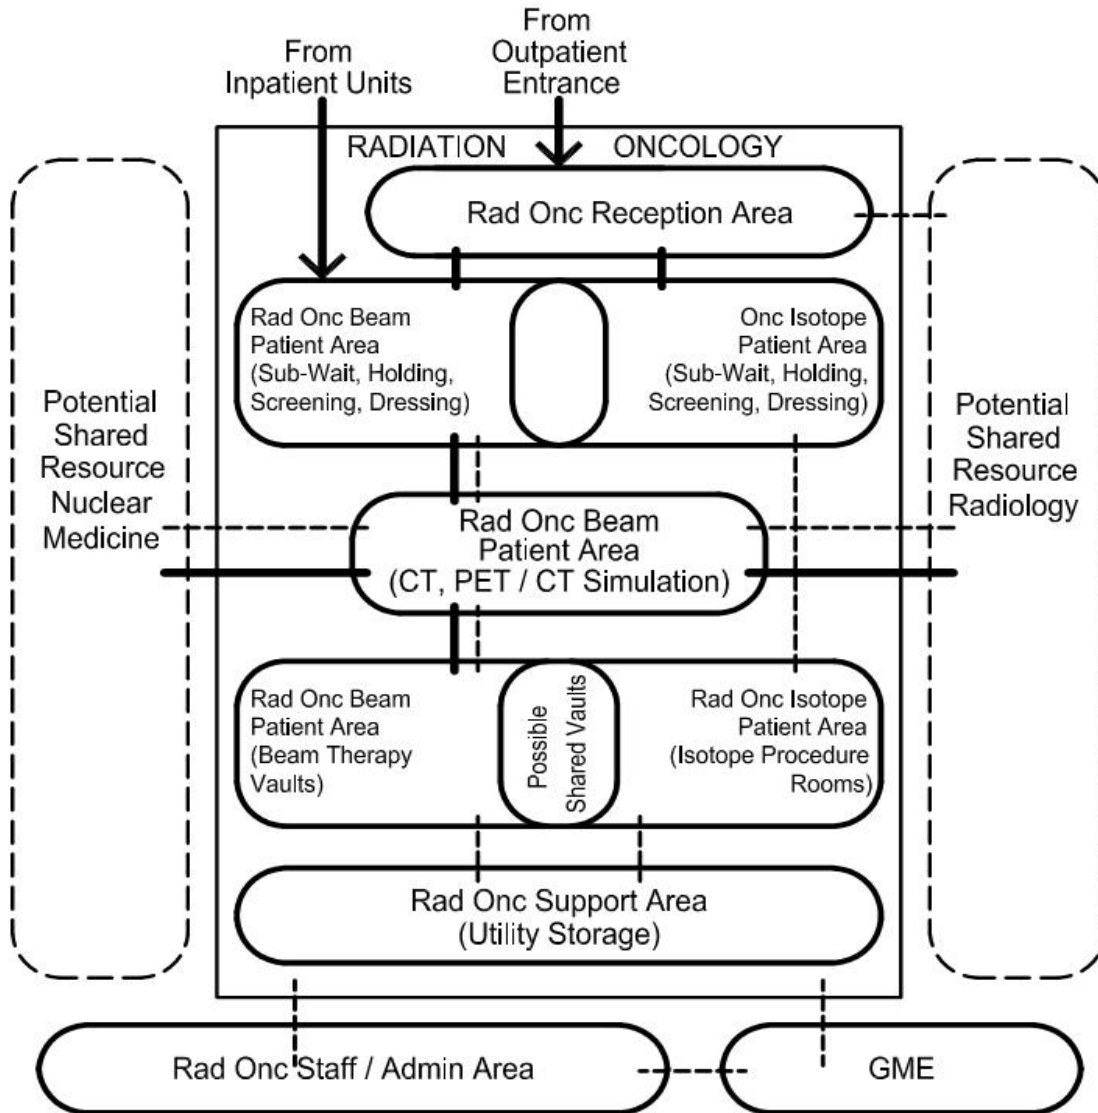 From
Inpatient Units
From
Outpatient
Entrance
RADIATION ONCOLOGY
Rad Onc Reception Area
Rad Onc Beam
Patient Area
(Sub-Wait, Holding,
Screening, Dressing)
Onc Isotope
Patient Area
(Sub-Wait, Holding,
Screening, Dressing)
Potential
Shared
Resource
Nuclear
Medicine
Potential
Shared
Resource
Radiology
Rad Onc Beam
Patient Area
(CT, PET / CT Simulation)
Rad Onc Beam
Patient Area
(Beam Therapy
Vaults)
Possible
Shared Vaults
Rad Onc Isotope
Patient Area
(Isotope Procedure
Rooms)
Rad Onc Support Area
(Utility Storage)
Rad Onc Staff / Admin Area
GME